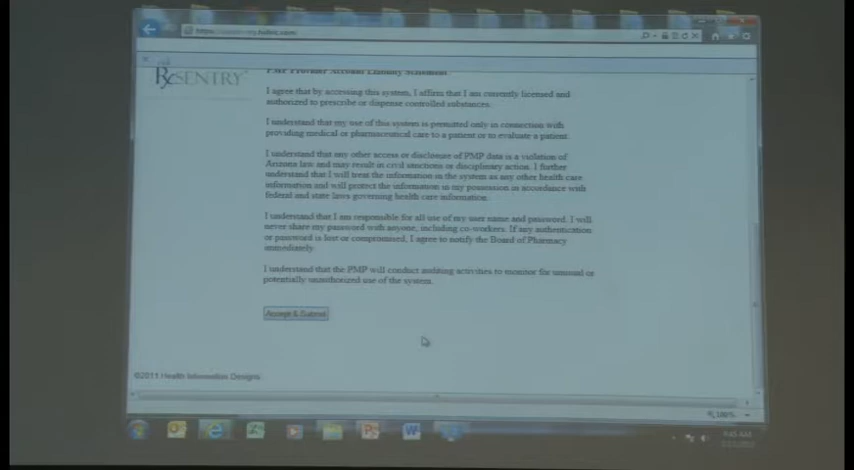 RxSENTRY
PMP Provider Account Liability Statement
I agree that by accessing this system, I affirm that I am currently licensed and
authorized to prescribe or dispense controlled substances.
I understand that my use of this system is permitted only in connection with
providing medical or pharmaceutical care to a patient or to evaluate a patient.
I understand that any other access or disclosure of PMP data is a violation of
Arizona law and may result in civil sanctions or disciplinary action. I further
understand that I will treat the information in the system as any other health care
information and will protect the information in my possession in accordance with
federal and state laws governing health care information.
I understand that I am responsible for all use of my user name and password. I will
never share my password with anyone, including co-workers. If any authentication
or password is lost or compromised, I agree to notify the Board of Pharmacy
immediately.
I understand that the PMP will conduct auditing activities to monitor for unusual or
potentially unauthorized use of the system.
Accept & Submit
©2011 Health Information Designs
100%
9:45 AM